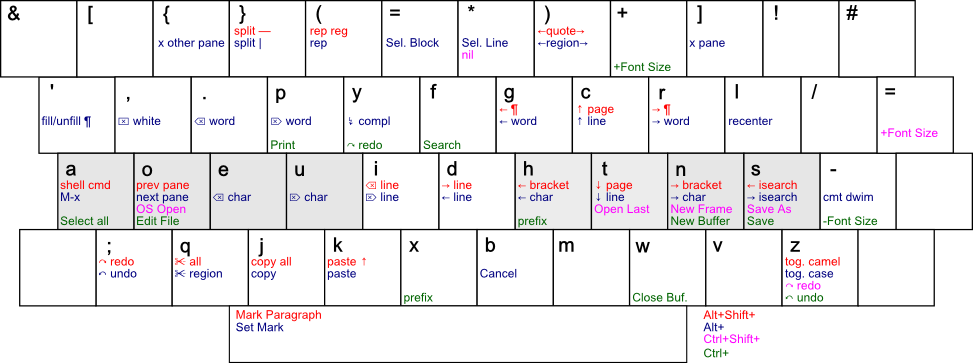 & [ { } ( = * ) + ] ! #
split — rep reg ←quote→
x other pane split | rep Sel. Block Sel. Line ←region→ x pane
nil
+Font Size
' , . p y f g c r l / =
←¶ ↑ page →¶
fill/unfill ¶ ⌦ white ⌫ word ⌦ word ↯ compl ← word ↑ line → word recenter
+Font Size
Print ↷ redo Search
a o e u i d h t n s -
shell cmd prev pane ⌫ line → line ← bracket ↓ page → bracket ← isearch
M-x next pane ⌫ char ⌦ char ⌦ line ← line ← char ↓ line → char → isearch cmt dwim
OS Open Open Last New Frame Save As
Select all Edit File prefix New Buffer Save -Font Size
; q j k x b m w v z
↷ redo ✀ all copy all paste ↑ tog. camel
↶ undo ✀ region copy paste Cancel tog. case
↷ redo
prefix Close Buf. ↶ undo
Mark Paragraph Alt+Shift+
Set Mark Alt+
Ctrl+Shift+
Ctrl+